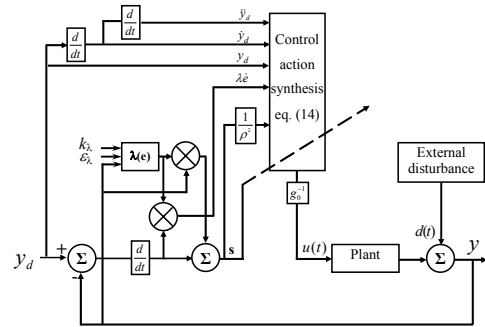 d/dt
ÿ_d
d/dt
ẏ_d
y_d
λė
Control
action
synthesis
eq. (14)
1/ρ²
k_λ
ε_λ
λ(e)
g₀⁻¹
External
disturbance
d(t)
y_d
+
-
Σ
d/dt
Σ
s
u(t)
Plant
Σ
y